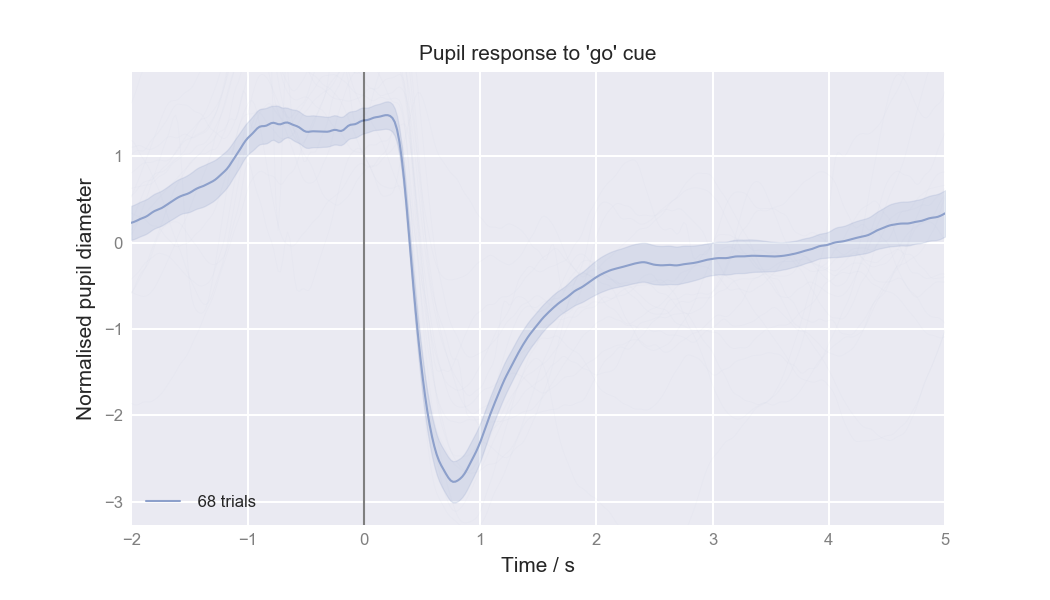 Pupil response to 'go' cue
Normalised pupil diameter
1
0
−1
−2
−3
68 trials
−2 −1 0 1 2 3 4 5
Time / s